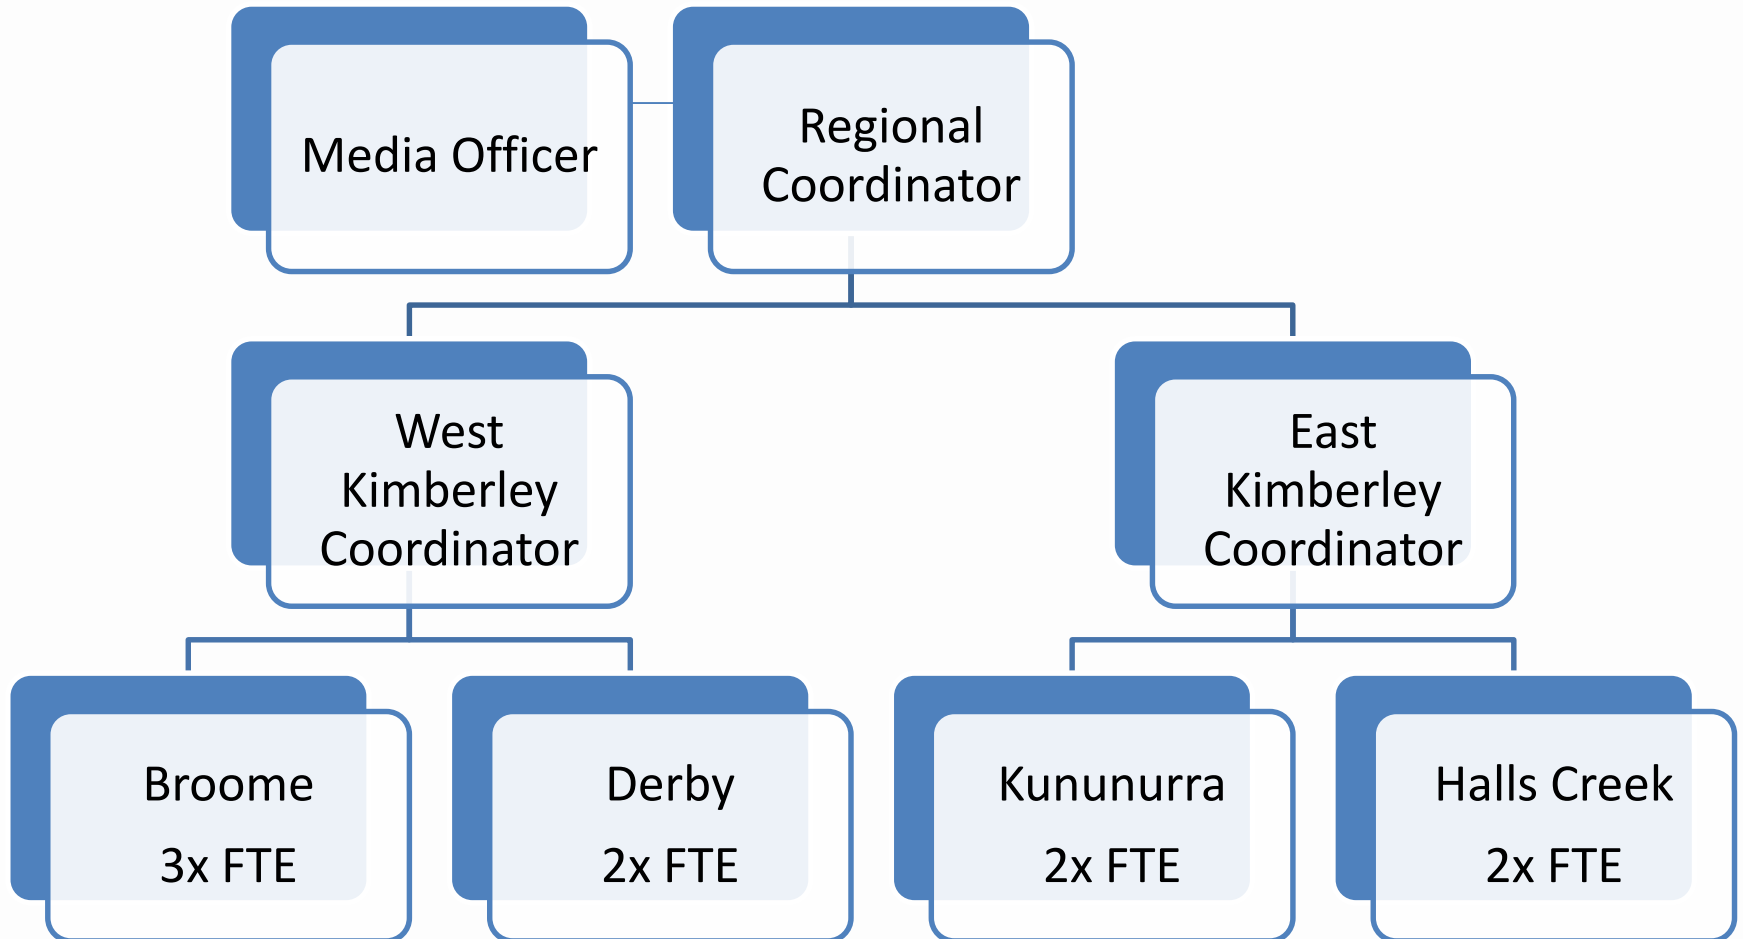 Media Officer
Regional
Coordinator
West
Kimberley
Coordinator
East
Kimberley
Coordinator
Broome
3x FTE
Derby
2x FTE
Kununurra
2x FTE
Halls Creek
2x FTE